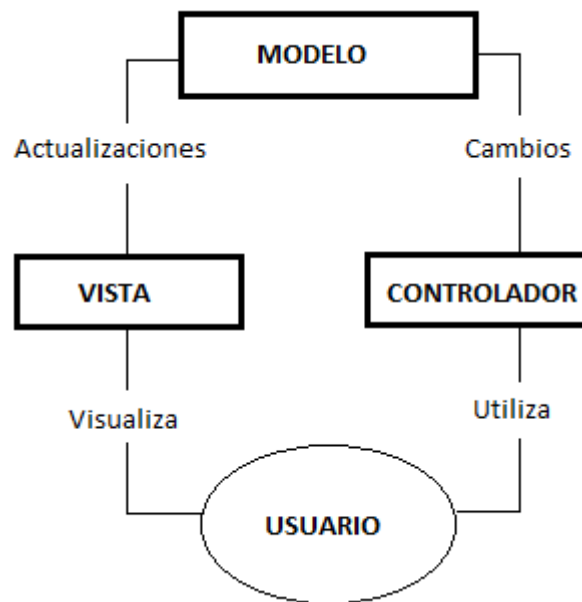 MODELO
Actualizaciones
Cambios
VISTA
CONTROLADOR
Visualiza
Utiliza
USUARIO